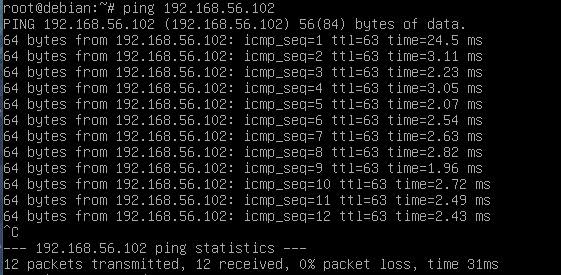 root@debian:~# ping 192.168.56.102
PING 192.168.56.102 (192.168.56.102) 56(84) bytes of data.
64 bytes from 192.168.56.102: icmp_seq=1 ttl=63 time=24.5 ms
64 bytes from 192.168.56.102: icmp_seq=2 ttl=63 time=3.11 ms
64 bytes from 192.168.56.102: icmp_seq=3 ttl=63 time=2.23 ms
64 bytes from 192.168.56.102: icmp_seq=4 ttl=63 time=3.05 ms
64 bytes from 192.168.56.102: icmp_seq=5 ttl=63 time=2.07 ms
64 bytes from 192.168.56.102: icmp_seq=6 ttl=63 time=2.54 ms
64 bytes from 192.168.56.102: icmp_seq=7 ttl=63 time=2.63 ms
64 bytes from 192.168.56.102: icmp_seq=8 ttl=63 time=2.82 ms
64 bytes from 192.168.56.102: icmp_seq=9 ttl=63 time=1.96 ms
64 bytes from 192.168.56.102: icmp_seq=10 ttl=63 time=2.72 ms
64 bytes from 192.168.56.102: icmp_seq=11 ttl=63 time=2.49 ms
64 bytes from 192.168.56.102: icmp_seq=12 ttl=63 time=2.43 ms
^C
--- 192.168.56.102 ping statistics ---
12 packets transmitted, 12 received, 0% packet loss, time 31ms